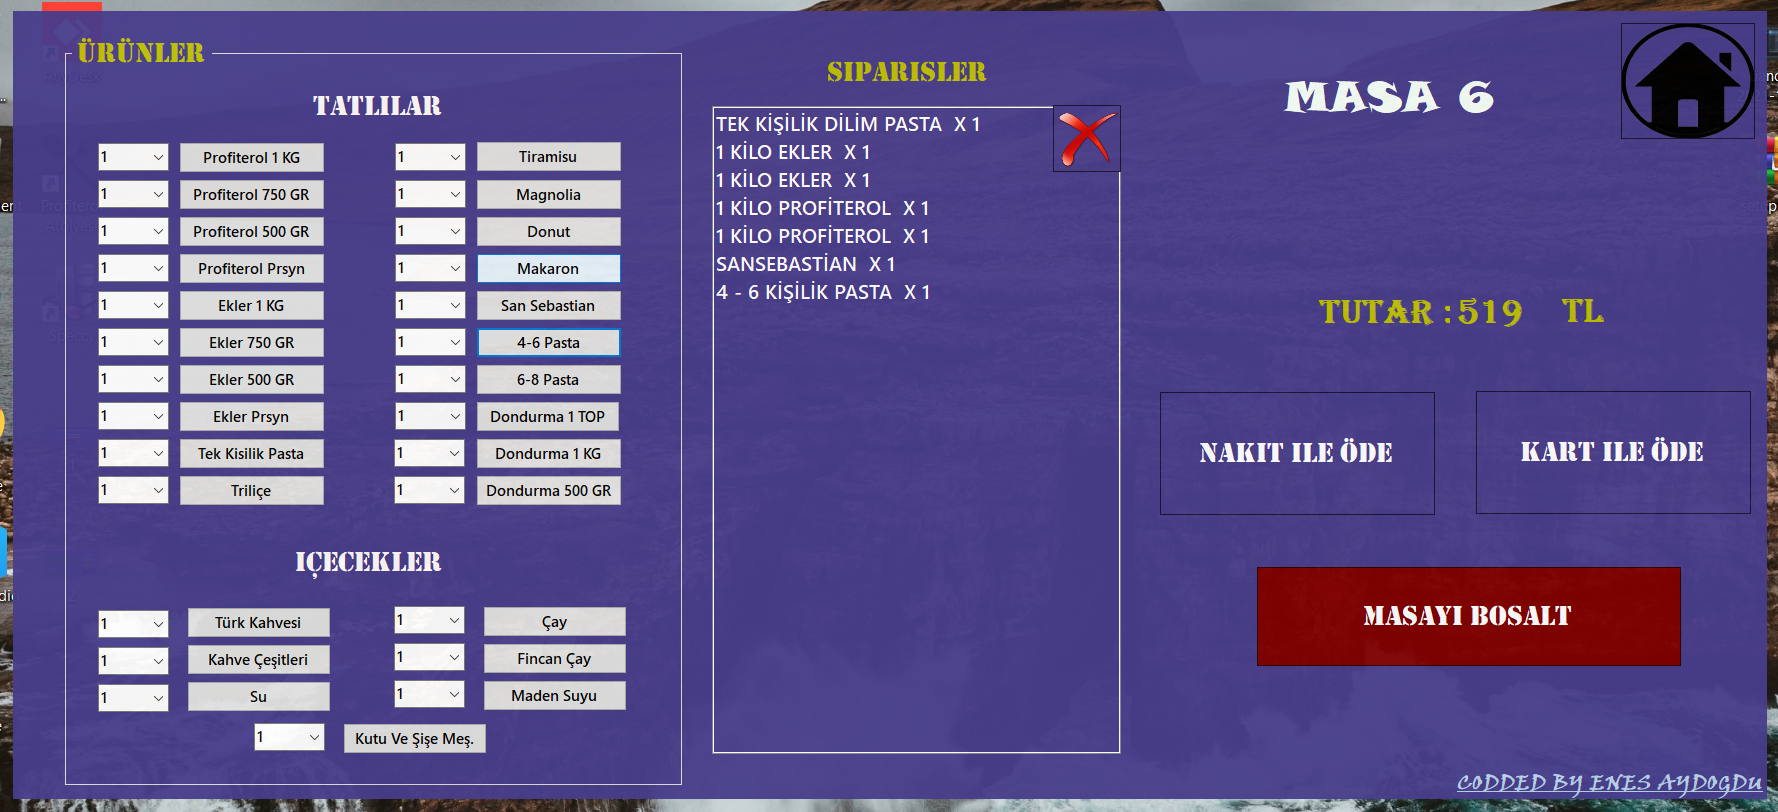 ÜRÜNLER
TATLILAR
1 Profiterol 1 KG 1 Tiramisu
1 Profiterol 750 GR 1 Magnolia
1 Profiterol 500 GR 1 Donut
1 Profiterol Prsyn 1 Makaron
1 Ekler 1 KG 1 San Sebastian
1 Ekler 750 GR 1 4-6 Pasta
1 Ekler 500 GR 1 6-8 Pasta
1 Ekler Prsyn 1 Dondurma 1 TOP
1 Tek Kisilik Pasta 1 Dondurma 1 KG
1 Triliçe 1 Dondurma 500 GR
IÇECEKLER
1 Türk Kahvesi 1 Çay
1 Kahve Çeşitleri 1 Fincan Çay
1 Su 1 Maden Suyu
1 Kutu Ve Şişe Meş.
SIPARISLER
TEK KİŞİLİK DİLİM PASTA X 1
1 KİLO EKLER X 1
1 KİLO EKLER X 1
1 KİLO PROFİTEROL X 1
1 KİLO PROFİTEROL X 1
SANSEBASTİAN X 1
4 - 6 KİŞİLİK PASTA X 1
MASA 6
TUTAR : 519 TL
NAKIT ILE ÖDE
KART ILE ÖDE
MASAYI BOSALT
CODDED BY ENES AYDOGDU